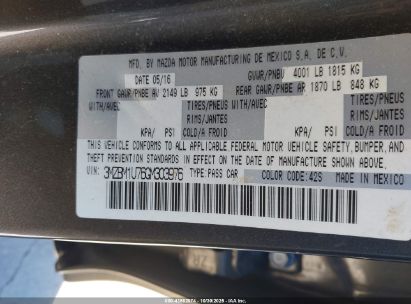 MFD. BY MAZDA MOTOR MANUFACTURING DE MEXICO S.A. DE C.V.
DATE 05/16 GVWR/PNBV 4001 LB 1815 KG
FRONT GAWR/PNBE AV 2149 LB 975 KG REAR GAWR/PNBE AR 1870 LB 848 KG
WITH/AVEC TIRES/PNEUS WITH/AVEC TIRES/PNEUS
RIMS/JANTES RIMS/JANTES
KPA/ PSI COLD/A FROID KPA/ PSI COLD/A FROID
THIS VEHICLE CONFORMS TO ALL APPLICABLE FEDERAL MOTOR VEHICLE SAFETY, BUMPER, AND
THEFT PREVENTION STANDARDS IN EFFECT ON THE DATE OF MANUFACTURE SHOWN ABOVE.
VIN: 3MZBM1U76GM303976 TYPE: PASS CAR COLOR CODE: 42S MADE IN MEXICO